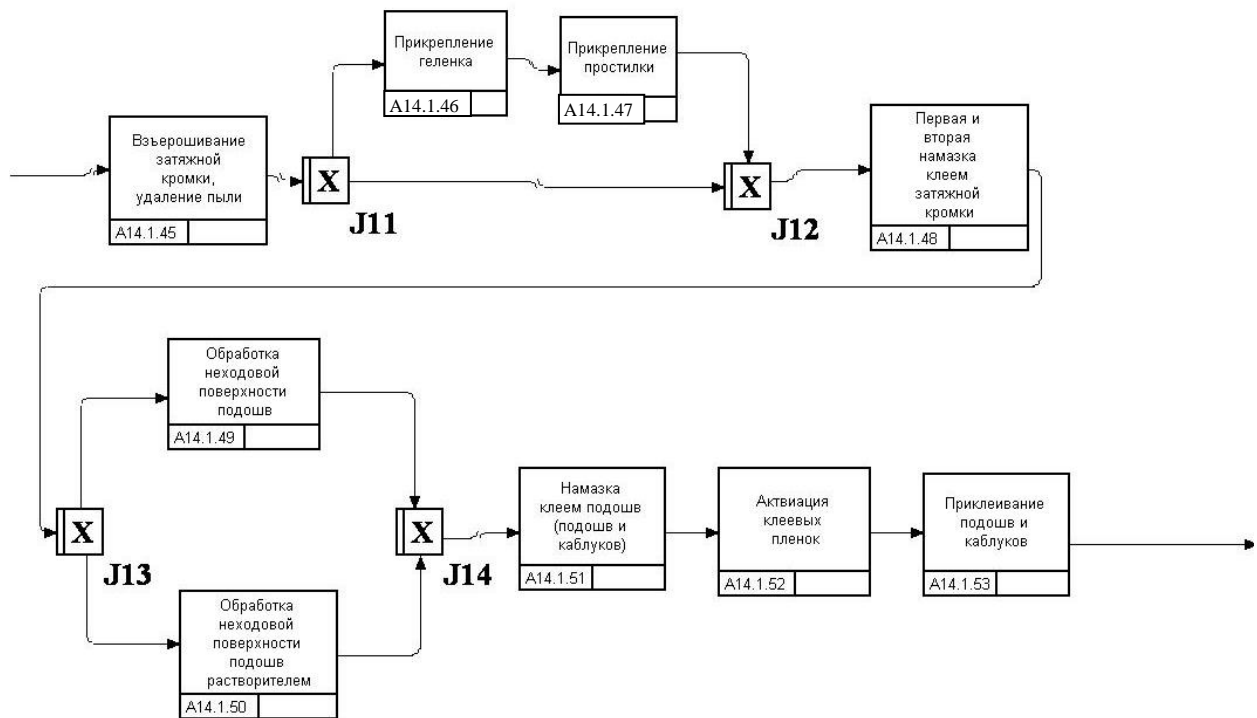 Прикрепление
геленка
A14.1.46
Прикрепление
простилки
A14.1.47
Взъерошивание
затяжной
кромки,
удаление пыли
A14.1.45
X
J11
X
J12
Первая и
вторая
намазка
клеем
затяжной
кромки
A14.1.48
Обработка
неходовой
поверхности
подошв
A14.1.49
X
J13
Обработка
неходовой
поверхности
подошв
растворителем
A14.1.50
X
J14
Намазка
клеем подошв
(подошв и
каблуков)
A14.1.51
Актвиация
клеевых
пленок
A14.1.52
Приклеивание
подошв и
каблуков
A14.1.53